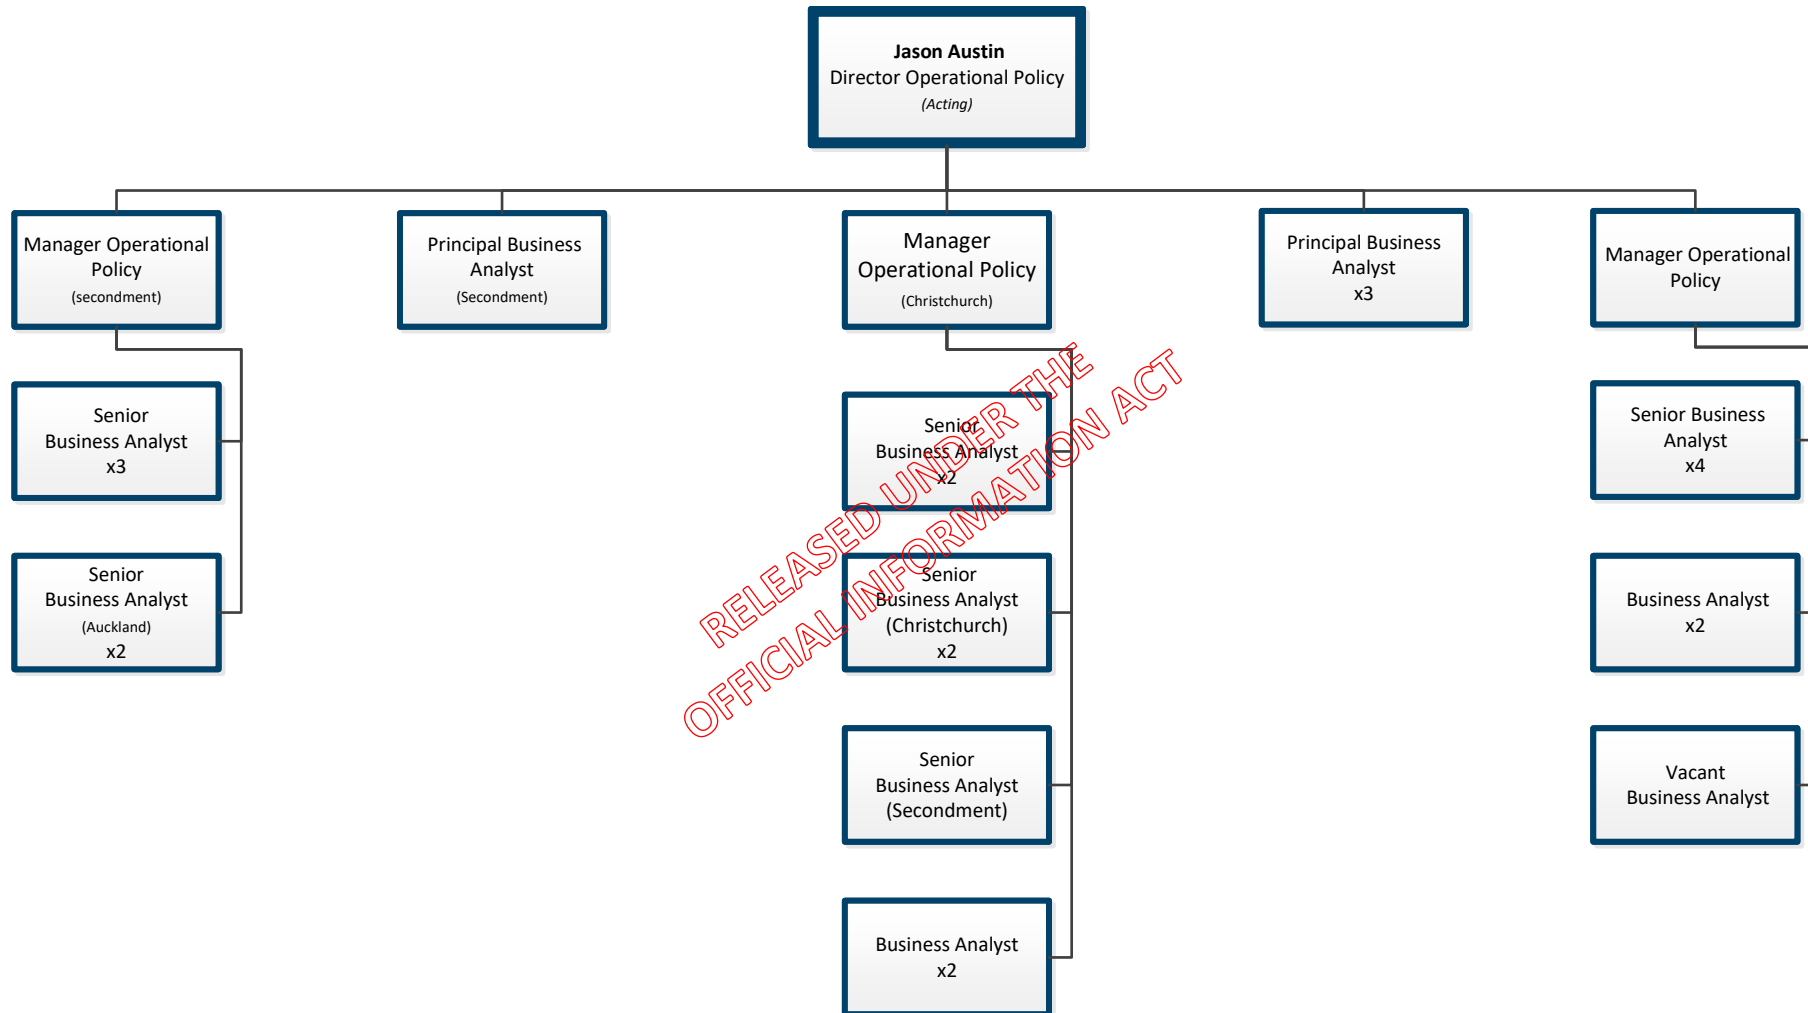 Jason Austin
Director Operational Policy
(Acting)
Manager Operational
Policy
(secondment)
Principal Business
Analyst
(Secondment)
Manager
Operational Policy
(Christchurch)
Principal Business
Analyst
x3
Manager Operational
Policy
Senior
Business Analyst
x3
Senior
Business Analyst
(Auckland)
x2
Senior
Business Analyst
x2
Senior
Business Analyst
(Christchurch)
x2
Senior
Business Analyst
(Secondment)
Business Analyst
x2
Senior Business
Analyst
x4
Business Analyst
x2
Vacant
Business Analyst
RELEASED UNDER THE
OFFICIAL INFORMATION ACT